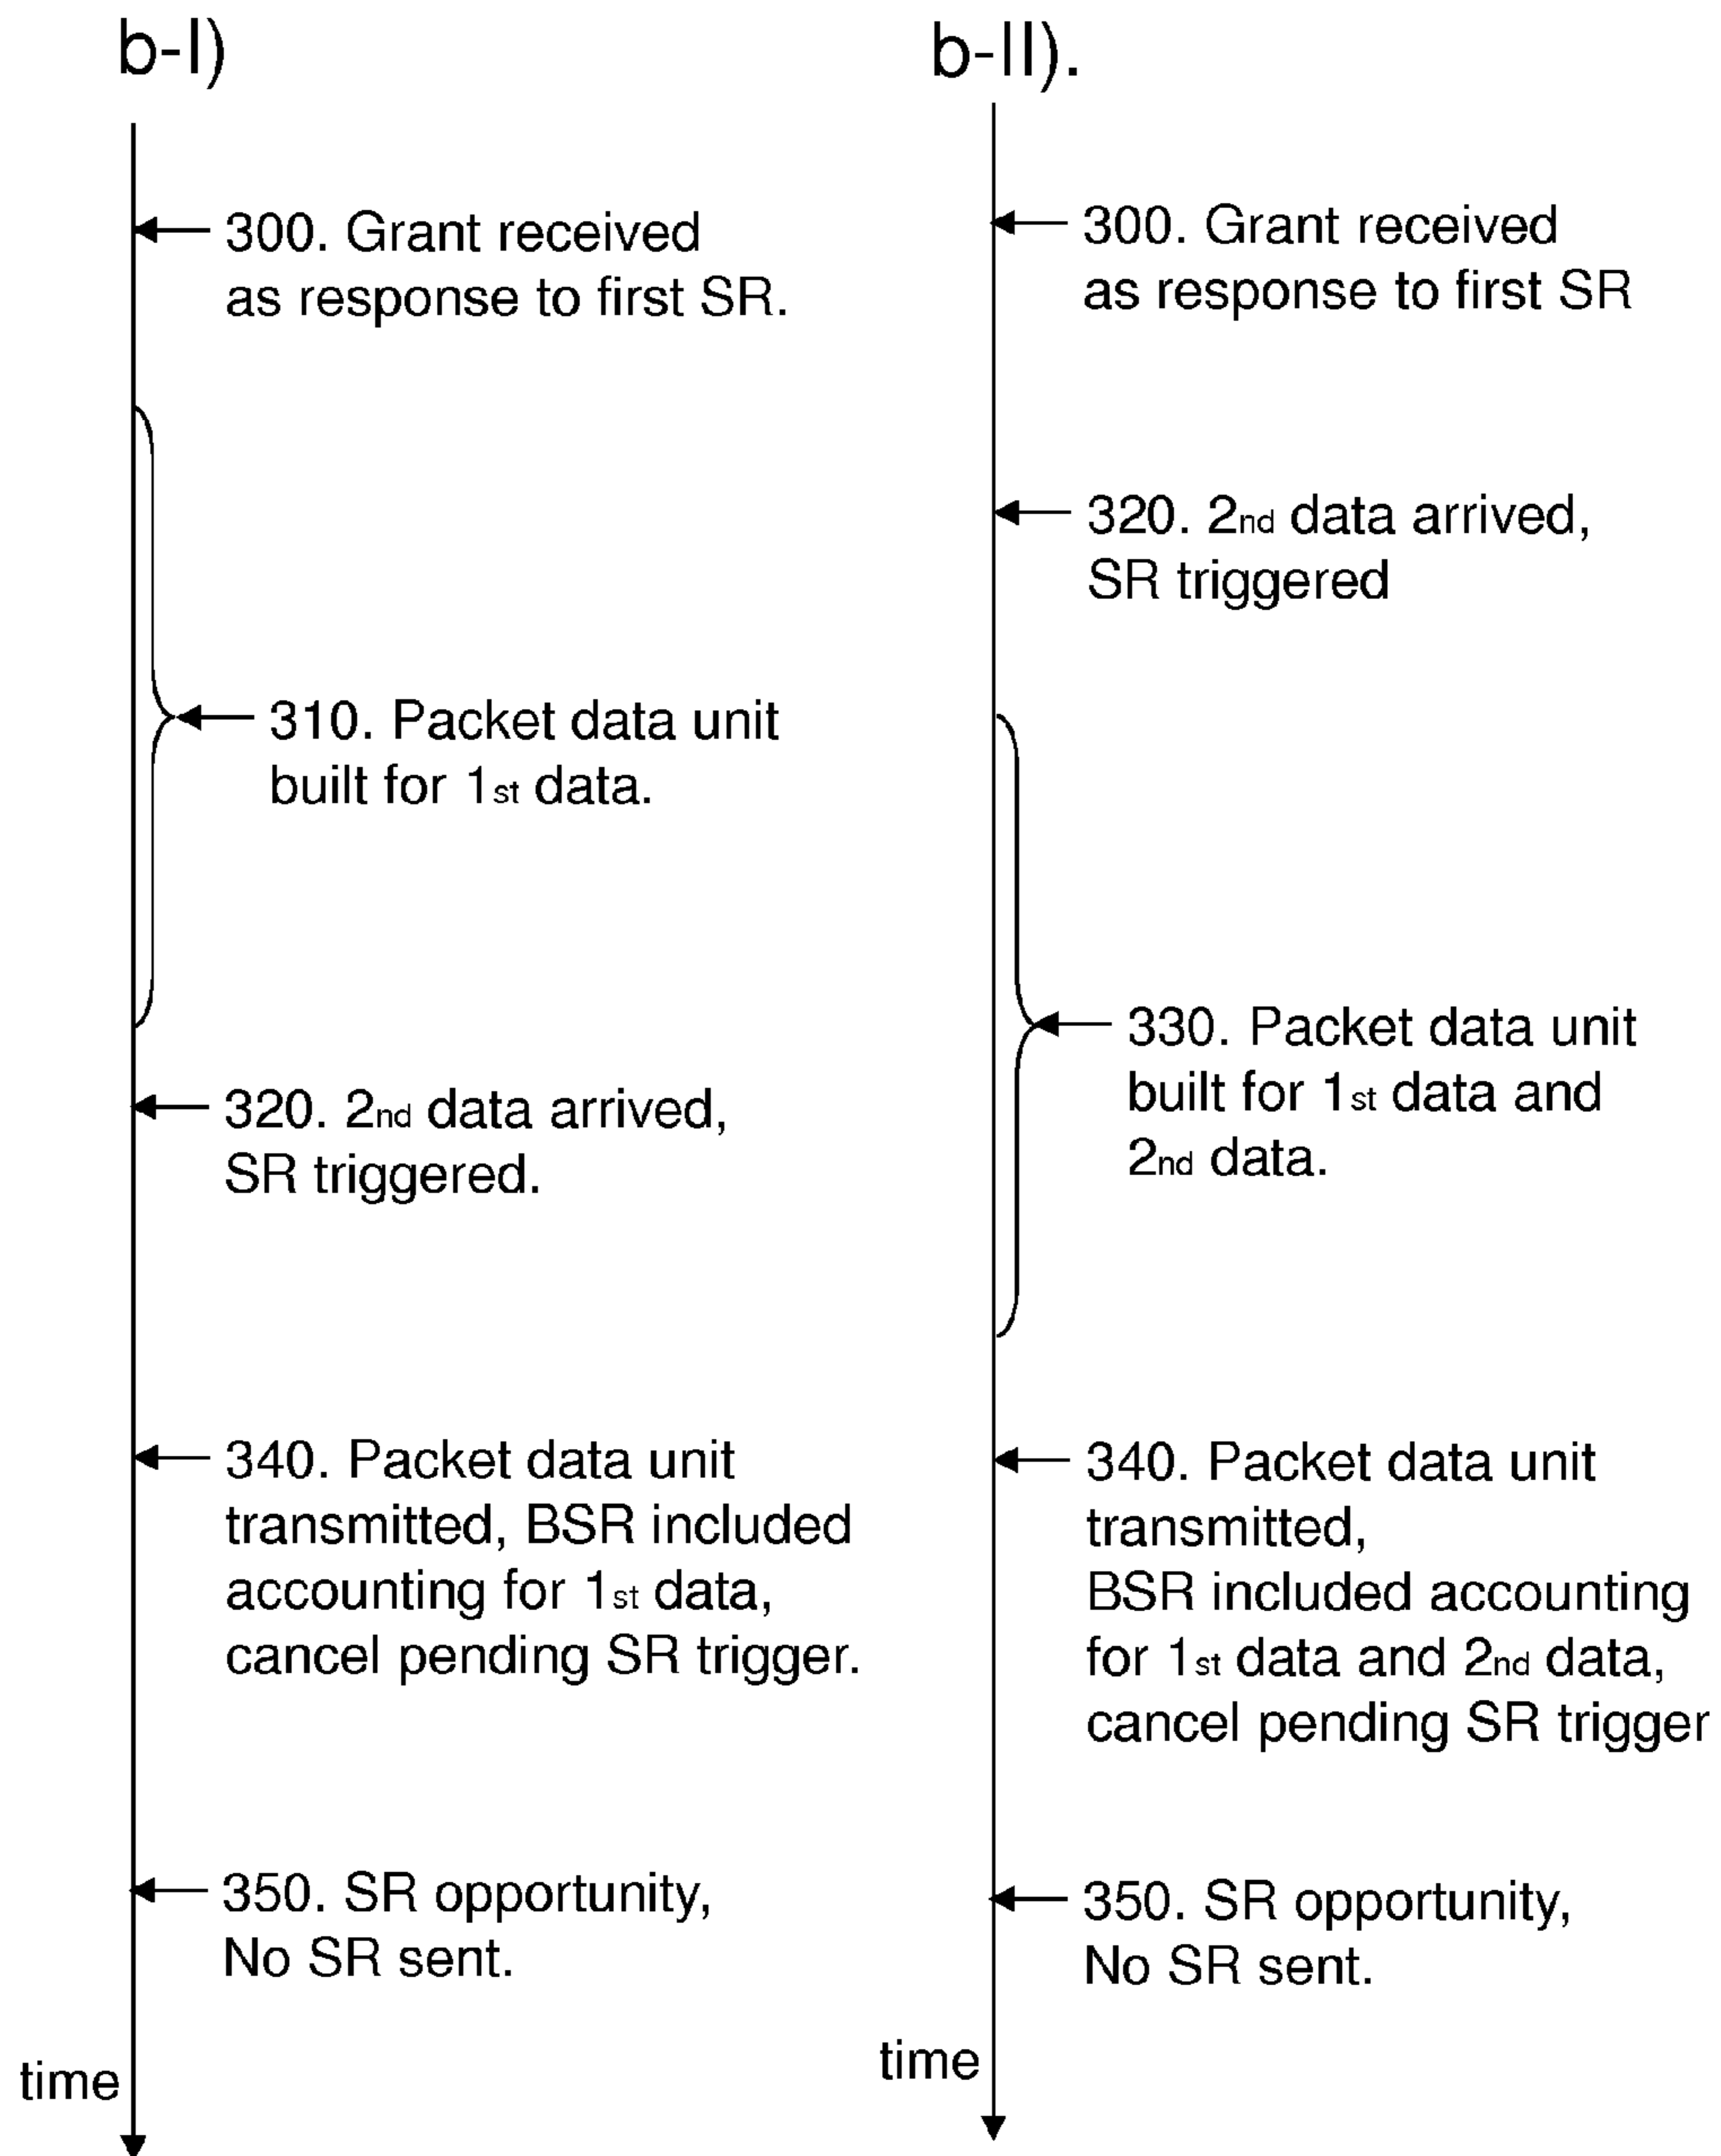 b-I)
300. Grant received
as response to first SR.
310. Packet data unit
built for 1st data.
320. 2nd data arrived,
SR triggered.
340. Packet data unit
transmitted, BSR included
accounting for 1st data,
cancel pending SR trigger.
350. SR opportunity,
No SR sent.
time
b-II).
300. Grant received
as response to first SR
320. 2nd data arrived,
SR triggered
330. Packet data unit
built for 1st data and
2nd data.
340. Packet data unit
transmitted,
BSR included accounting
for 1st data and 2nd data,
cancel pending SR trigger
350. SR opportunity,
No SR sent.
time